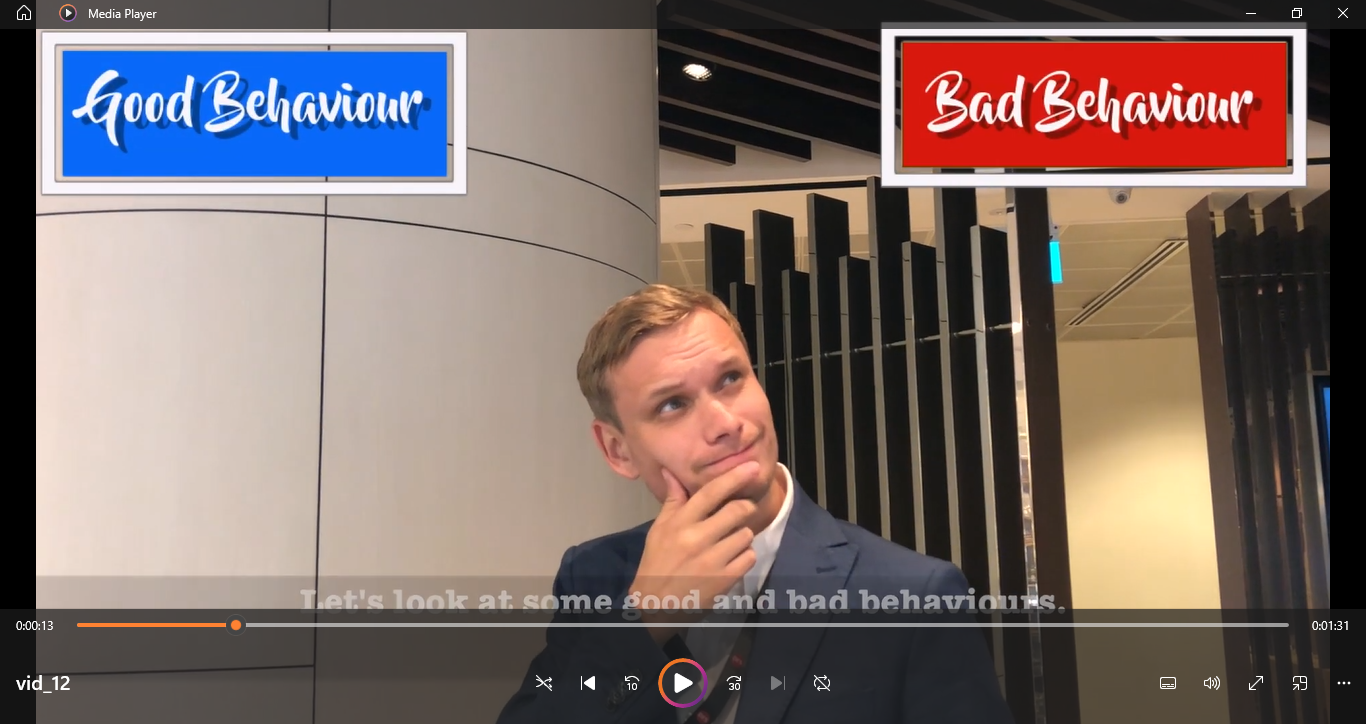 Media Player
Good Behaviour
Bad Behaviour
Let's look at some good and bad behaviours.
0:00:13
0:01:31
vid_12
10
30